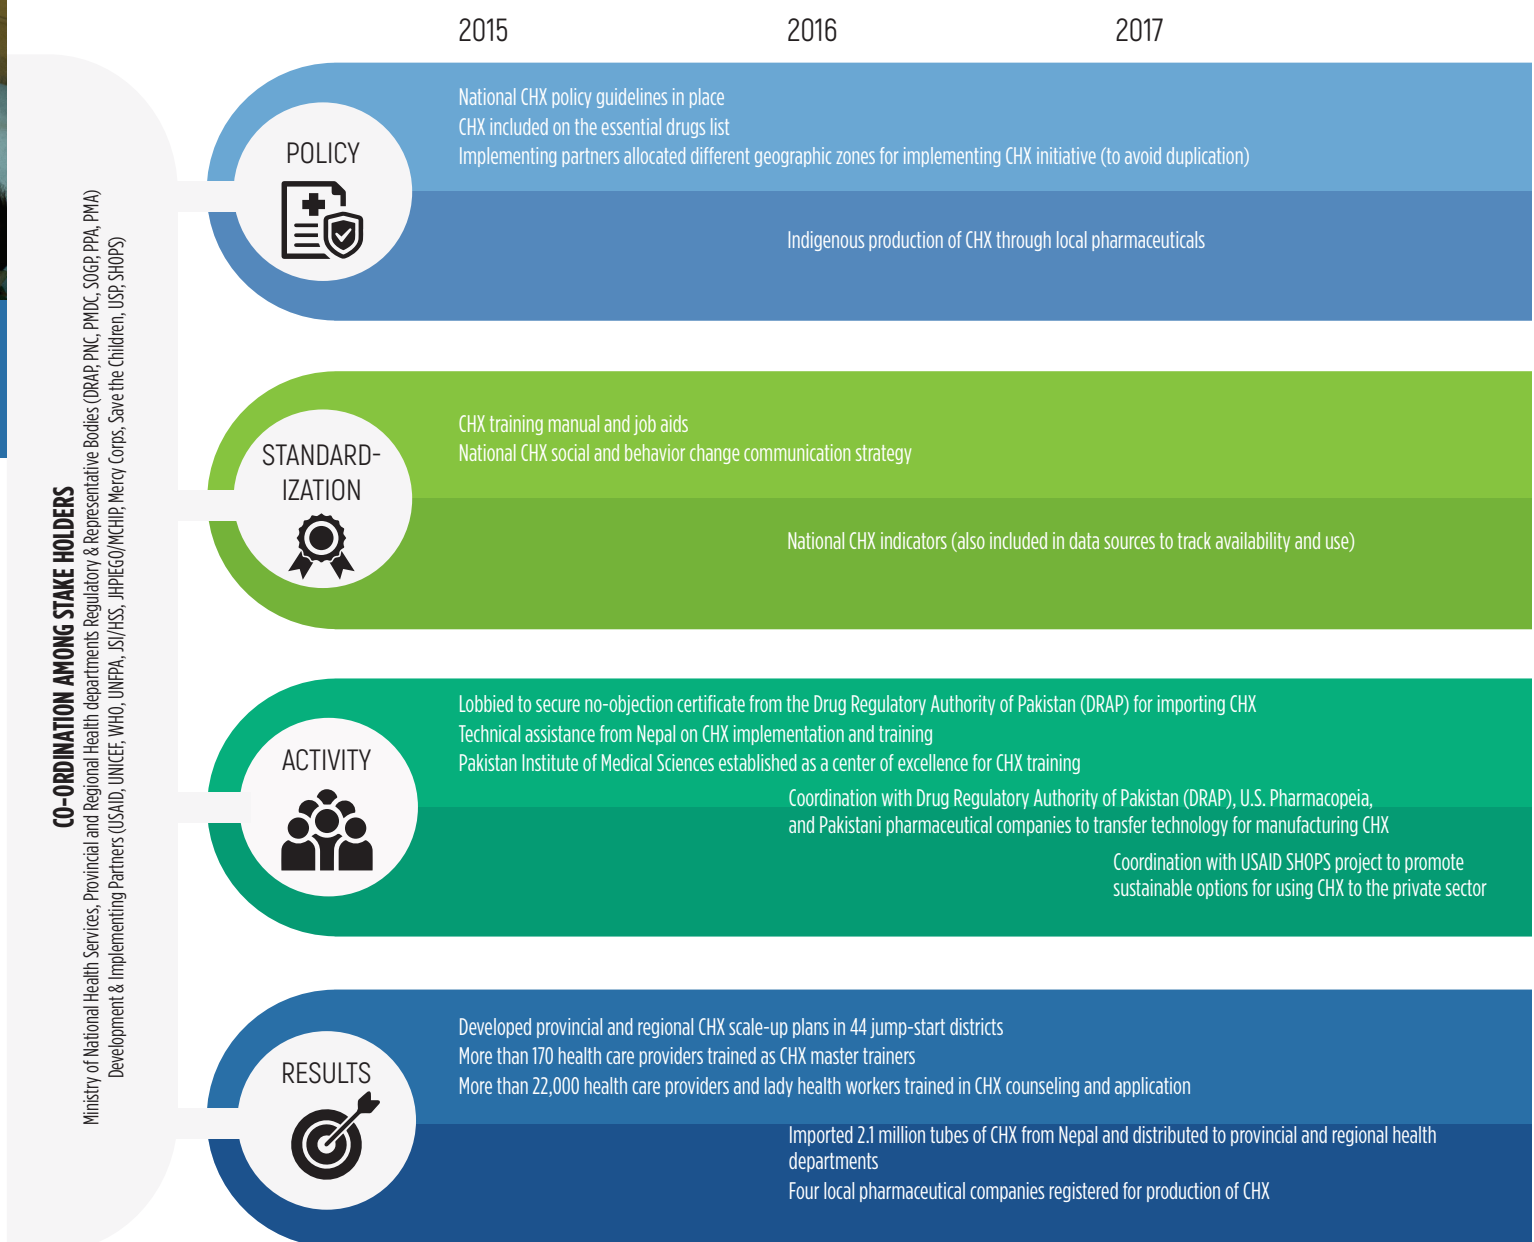 2015 2016 2017
CO-ORDINATION AMONG STAKE HOLDERS
Ministry of National Health Services, Provincial and Regional Health departments Regulatory & Representative Bodies (DRAP, PNC, PMDC, SOGP, PPA, PMA)
Development & Implementing Partners (USAID, UNICEF, WHO, UNFPA, JSI/HSS, JHPIEGO/MCHIP, Mercy Corps, Save the Children, USP, SHOPS)
POLICY
National CHX policy guidelines in place
CHX included on the essential drugs list
Implementing partners allocated different geographic zones for implementing CHX initiative (to avoid duplication)
Indigenous production of CHX through local pharmaceuticals
STANDARD-
IZATION
CHX training manual and job aids
National CHX social and behavior change communication strategy
National CHX indicators (also included in data sources to track availability and use)
ACTIVITY
Lobbied to secure no-objection certificate from the Drug Regulatory Authority of Pakistan (DRAP) for importing CHX
Technical assistance from Nepal on CHX implementation and training
Pakistan Institute of Medical Sciences established as a center of excellence for CHX training
Coordination with Drug Regulatory Authority of Pakistan (DRAP), U.S. Pharmacopeia,
and Pakistani pharmaceutical companies to transfer technology for manufacturing CHX
Coordination with USAID SHOPS project to promote
sustainable options for using CHX to the private sector
RESULTS
Developed provincial and regional CHX scale-up plans in 44 jump-start districts
More than 170 health care providers trained as CHX master trainers
More than 22,000 health care providers and lady health workers trained in CHX counseling and application
Imported 2.1 million tubes of CHX from Nepal and distributed to provincial and regional health
departments
Four local pharmaceutical companies registered for production of CHX